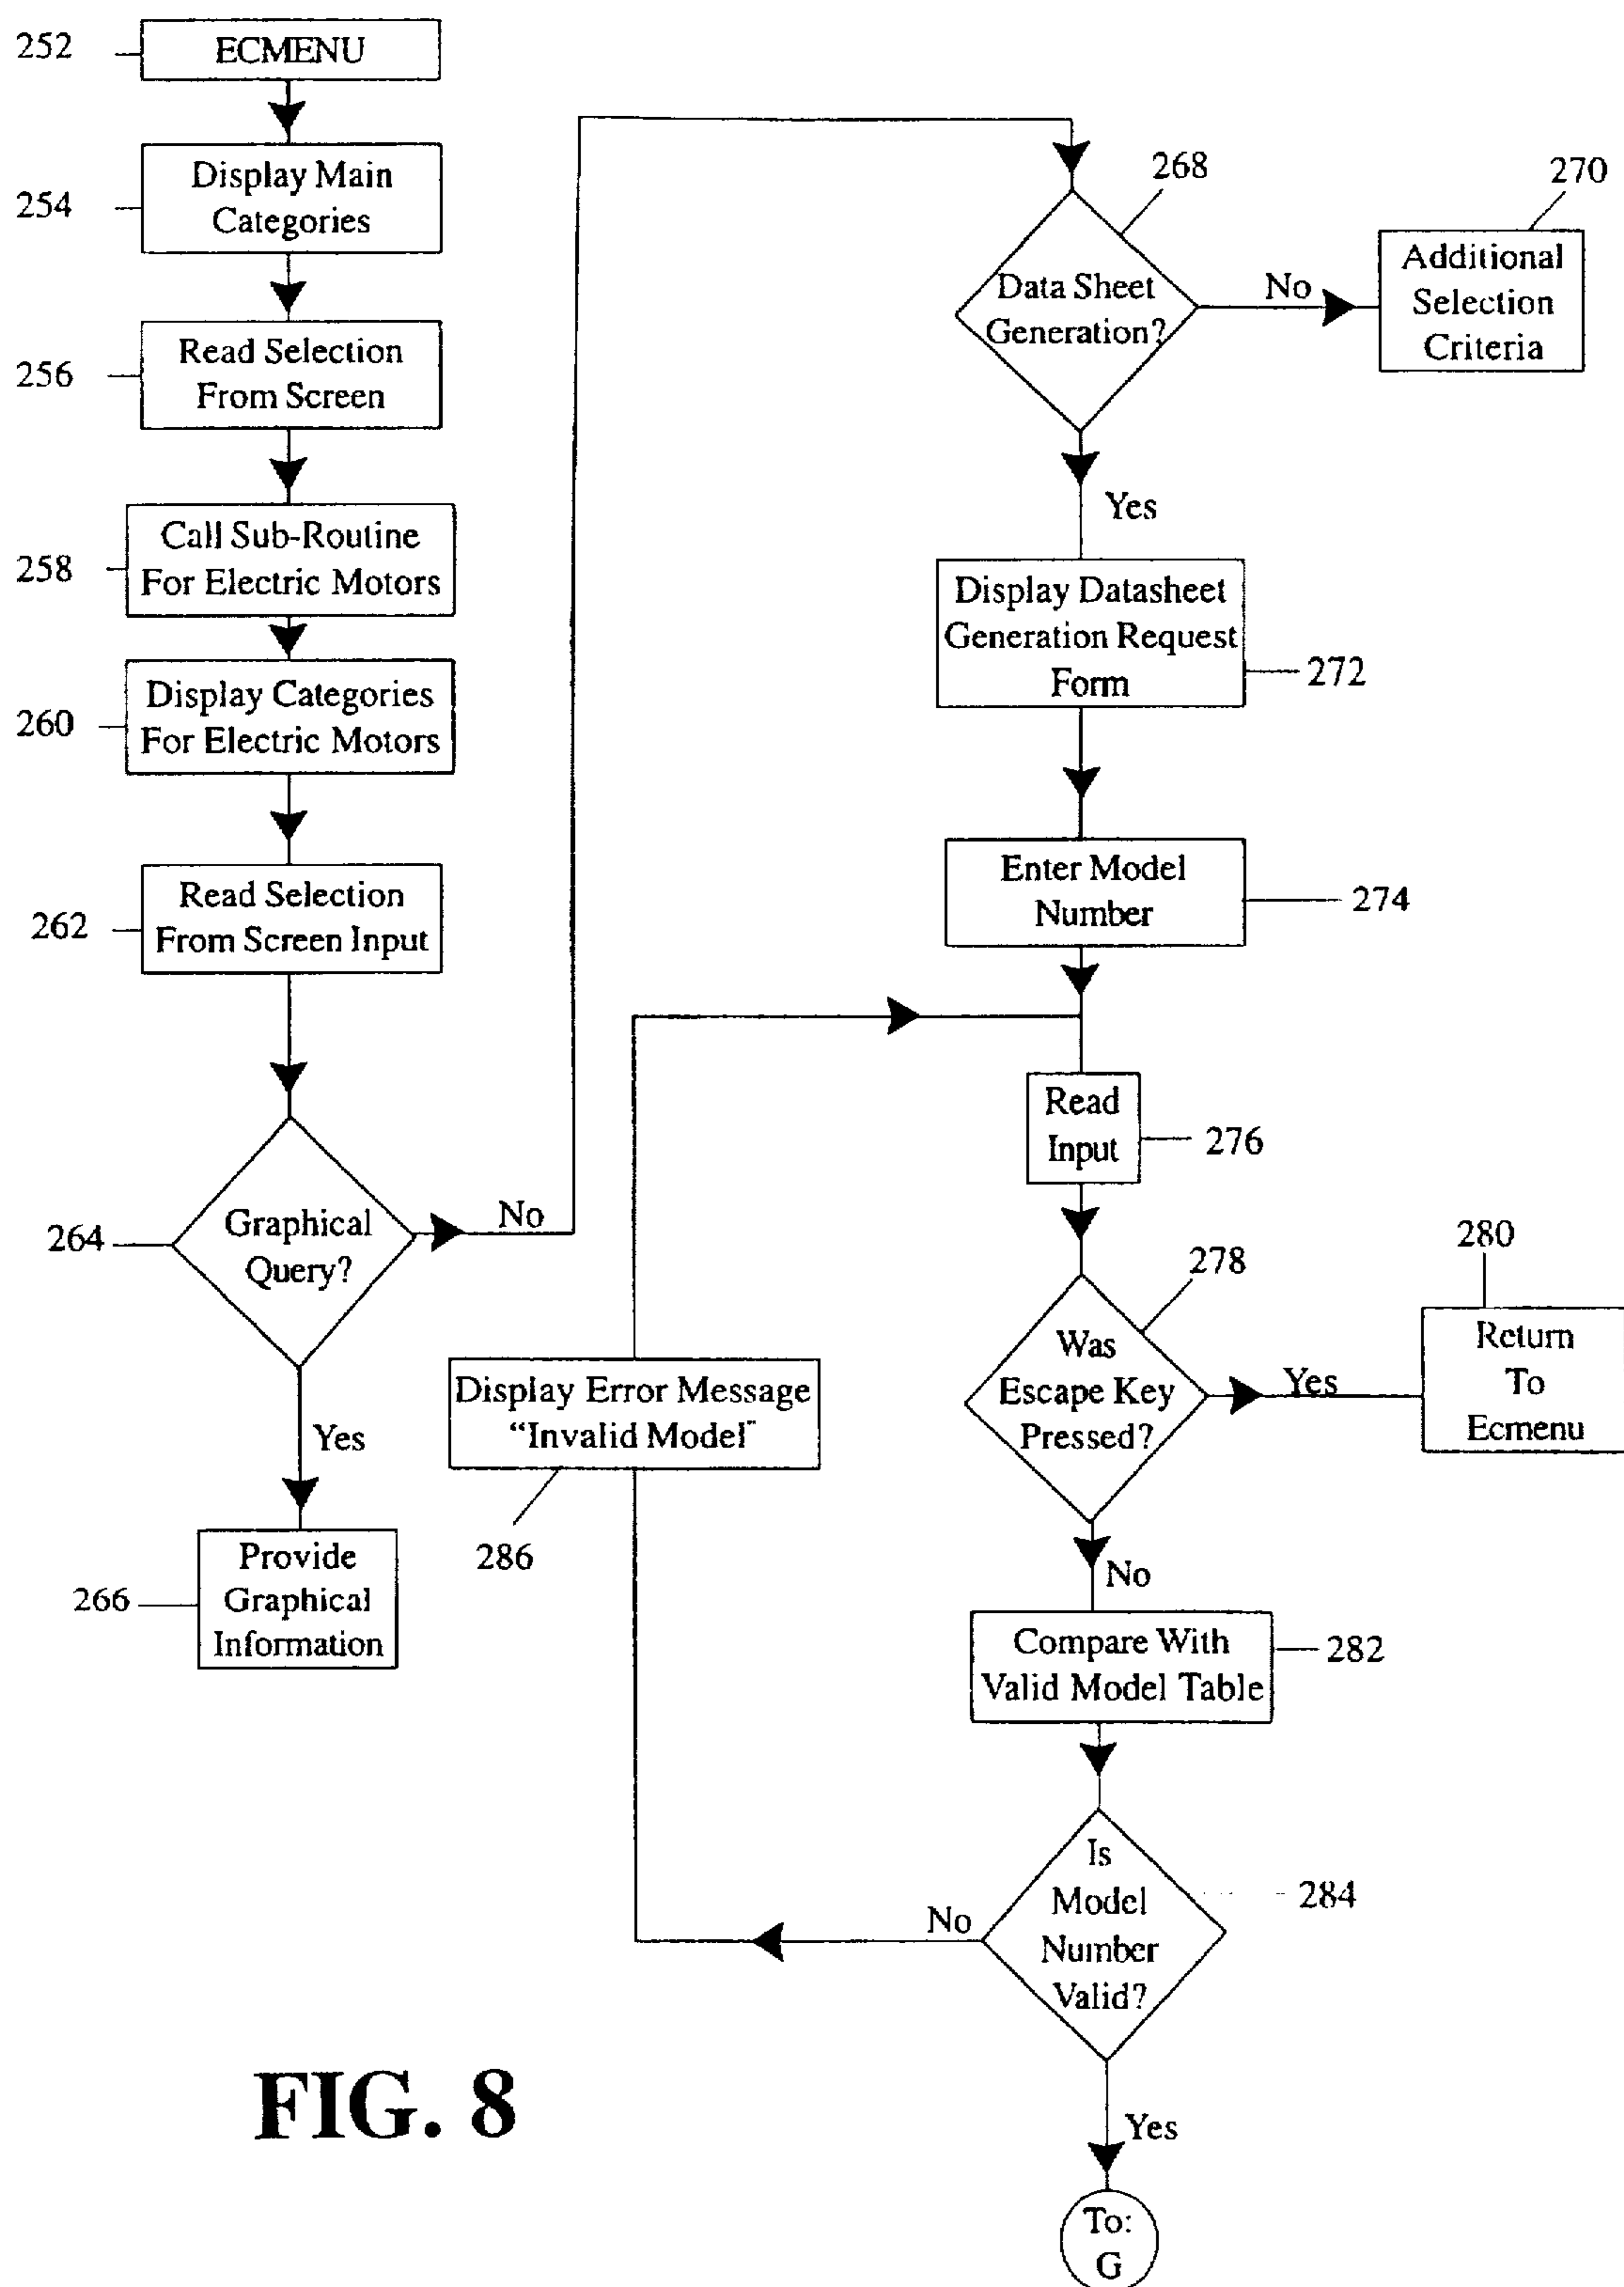 252
ECMENU
254
Display Main
Categories
256
Read Selection
From Screen
258
Call Sub-Routine
For Electric Motors
260
Display Categories
For Electric Motors
262
Read Selection
From Screen Input
264
Graphical
Query?
No
Yes
266
Provide
Graphical
Information
268
Data Sheet
Generation?
No
270
Additional
Selection
Criteria
Yes
Display Datasheet
Generation Request
Form
272
Enter Model
Number
274
Read
Input
276
278
Was
Escape Key
Pressed?
Yes
280
Return
To
Ecmenu
No
Compare With
Valid Model Table
282
Is
Model
Number
Valid?
284
No
Display Error Message
“Invalid Model"
286
Yes
To:
G
FIG. 8